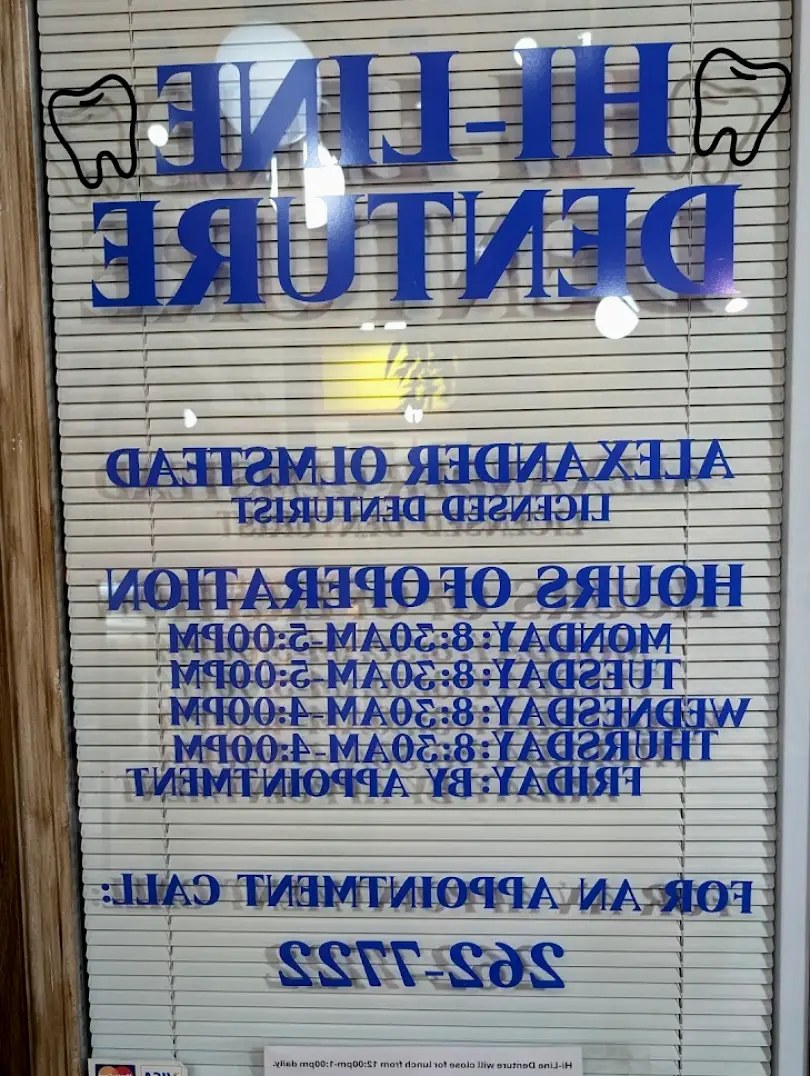 HI-LINE
DENTURE
ALEXANDER OLMSTEAD
LICENSED DENTURIST
HOURS OF OPERATION
MONDAY:8:30AM-5:00PM
TUESDAY:8:30AM-5:00PM
WEDNESDAY:8:30AM-4:00PM
THURSDAY:8:30AM-4:00PM
FRIDAY:BY APPOINTMENT
FOR AN APPOINTMENT CALL:
262-7722
Hi-Line Denture will close for lunch from 12:00pm-1:00pm daily.
VISA